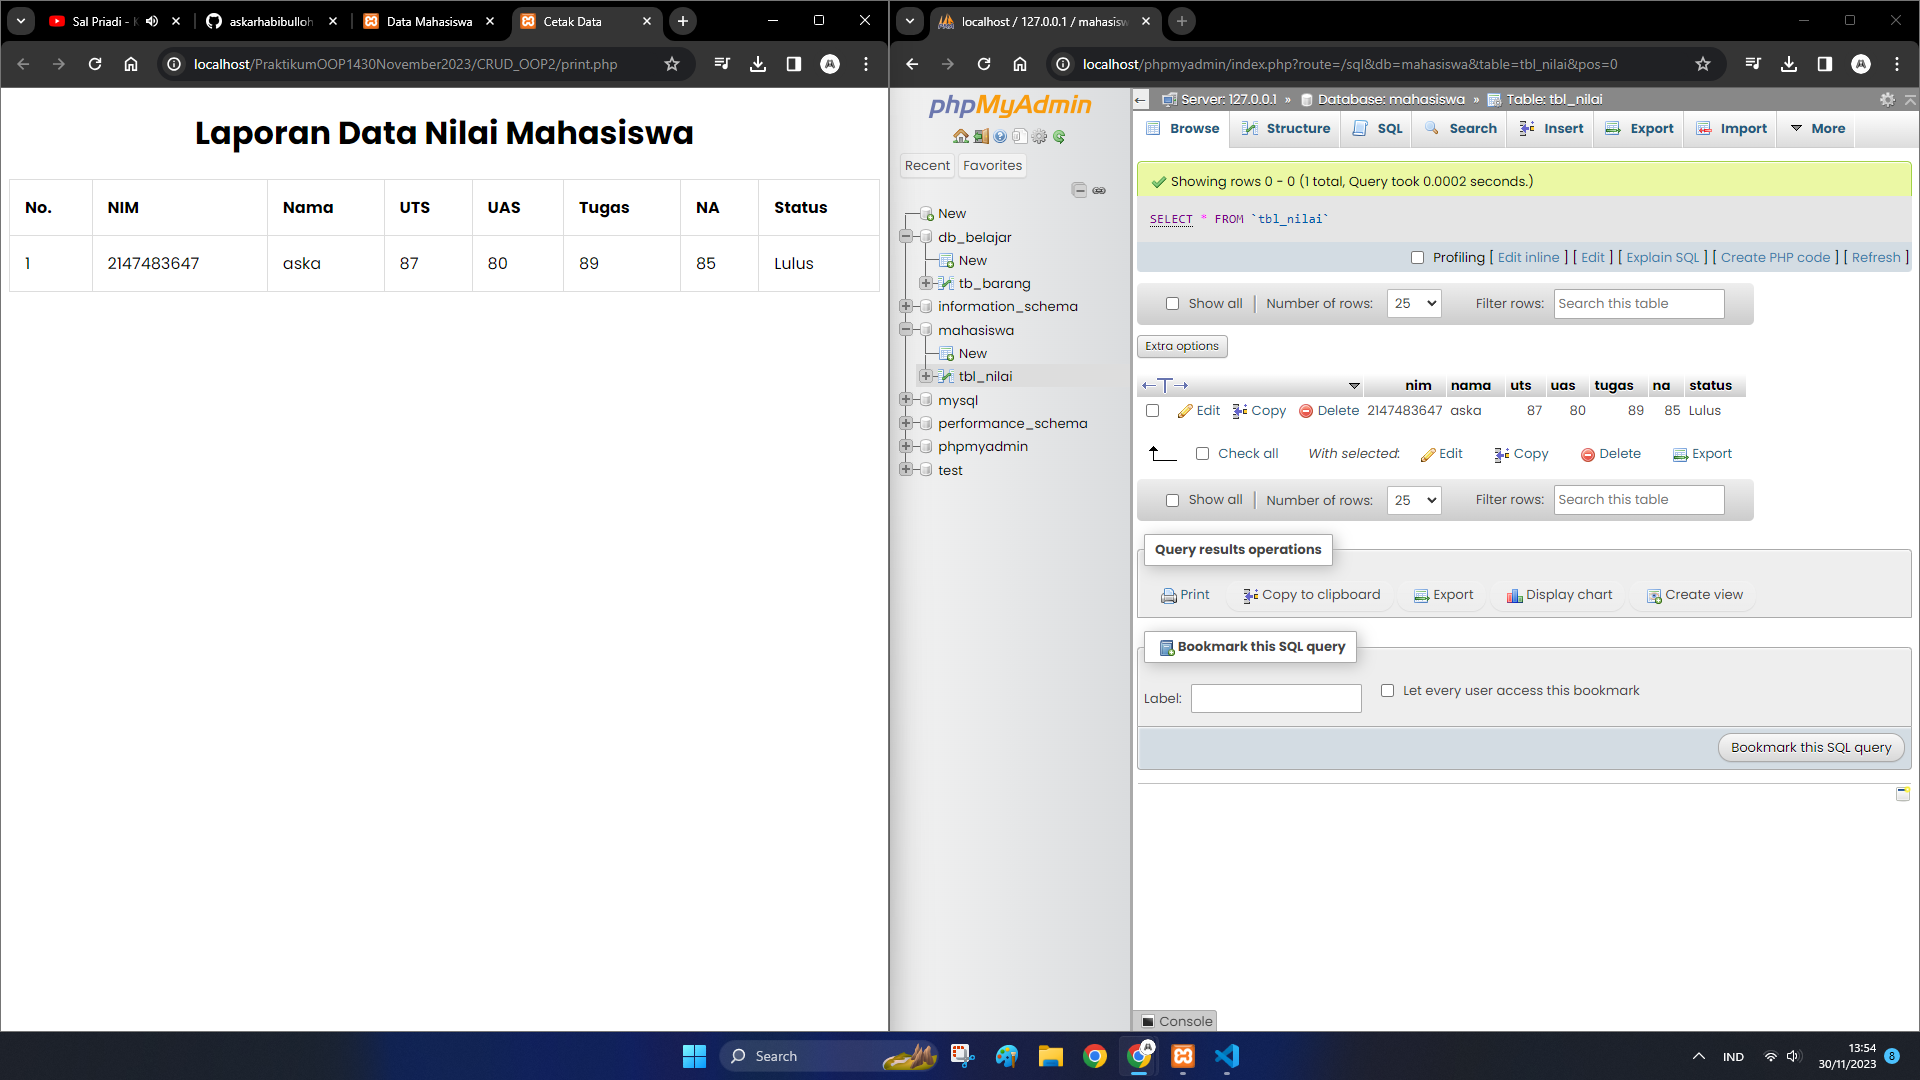 Sal Priadi - K
askarhabibulloh
Data Mahasiswa
Cetak Data
localhost/PraktikumOOP1430November2023/CRUD_OOP2/print.php
Laporan Data Nilai Mahasiswa
No. NIM Nama UTS UAS Tugas NA Status
1 2147483647 aska 87 80 89 85 Lulus
localhost / 127.0.0.1 / mahasisw
localhost/phpmyadmin/index.php?route=/sql&db=mahasiswa&table=tbl_nilai&pos=0
phpMyAdmin
Recent Favorites
New
db_belajar
New
tb_barang
information_schema
mahasiswa
New
tbl_nilai
mysql
performance_schema
phpmyadmin
test
Server: 127.0.0.1 » Database: mahasiswa » Table: tbl_nilai
Browse Structure SQL Search Insert Export Import More
Showing rows 0 - 0 (1 total, Query took 0.0002 seconds.)
SELECT * FROM `tbl_nilai`
Profiling [ Edit inline ] [ Edit ] [ Explain SQL ] [ Create PHP code ] [ Refresh ]
Show all | Number of rows: 25 Filter rows: Search this table
Extra options
nim nama uts uas tugas na status
Edit Copy Delete 2147483647 aska 87 80 89 85 Lulus
Check all With selected: Edit Copy Delete Export
Show all | Number of rows: 25 Filter rows: Search this table
Query results operations
Print Copy to clipboard Export Display chart Create view
Bookmark this SQL query
Label: Let every user access this bookmark
Bookmark this SQL query
Console
Search
IND
13:54
30/11/2023
8